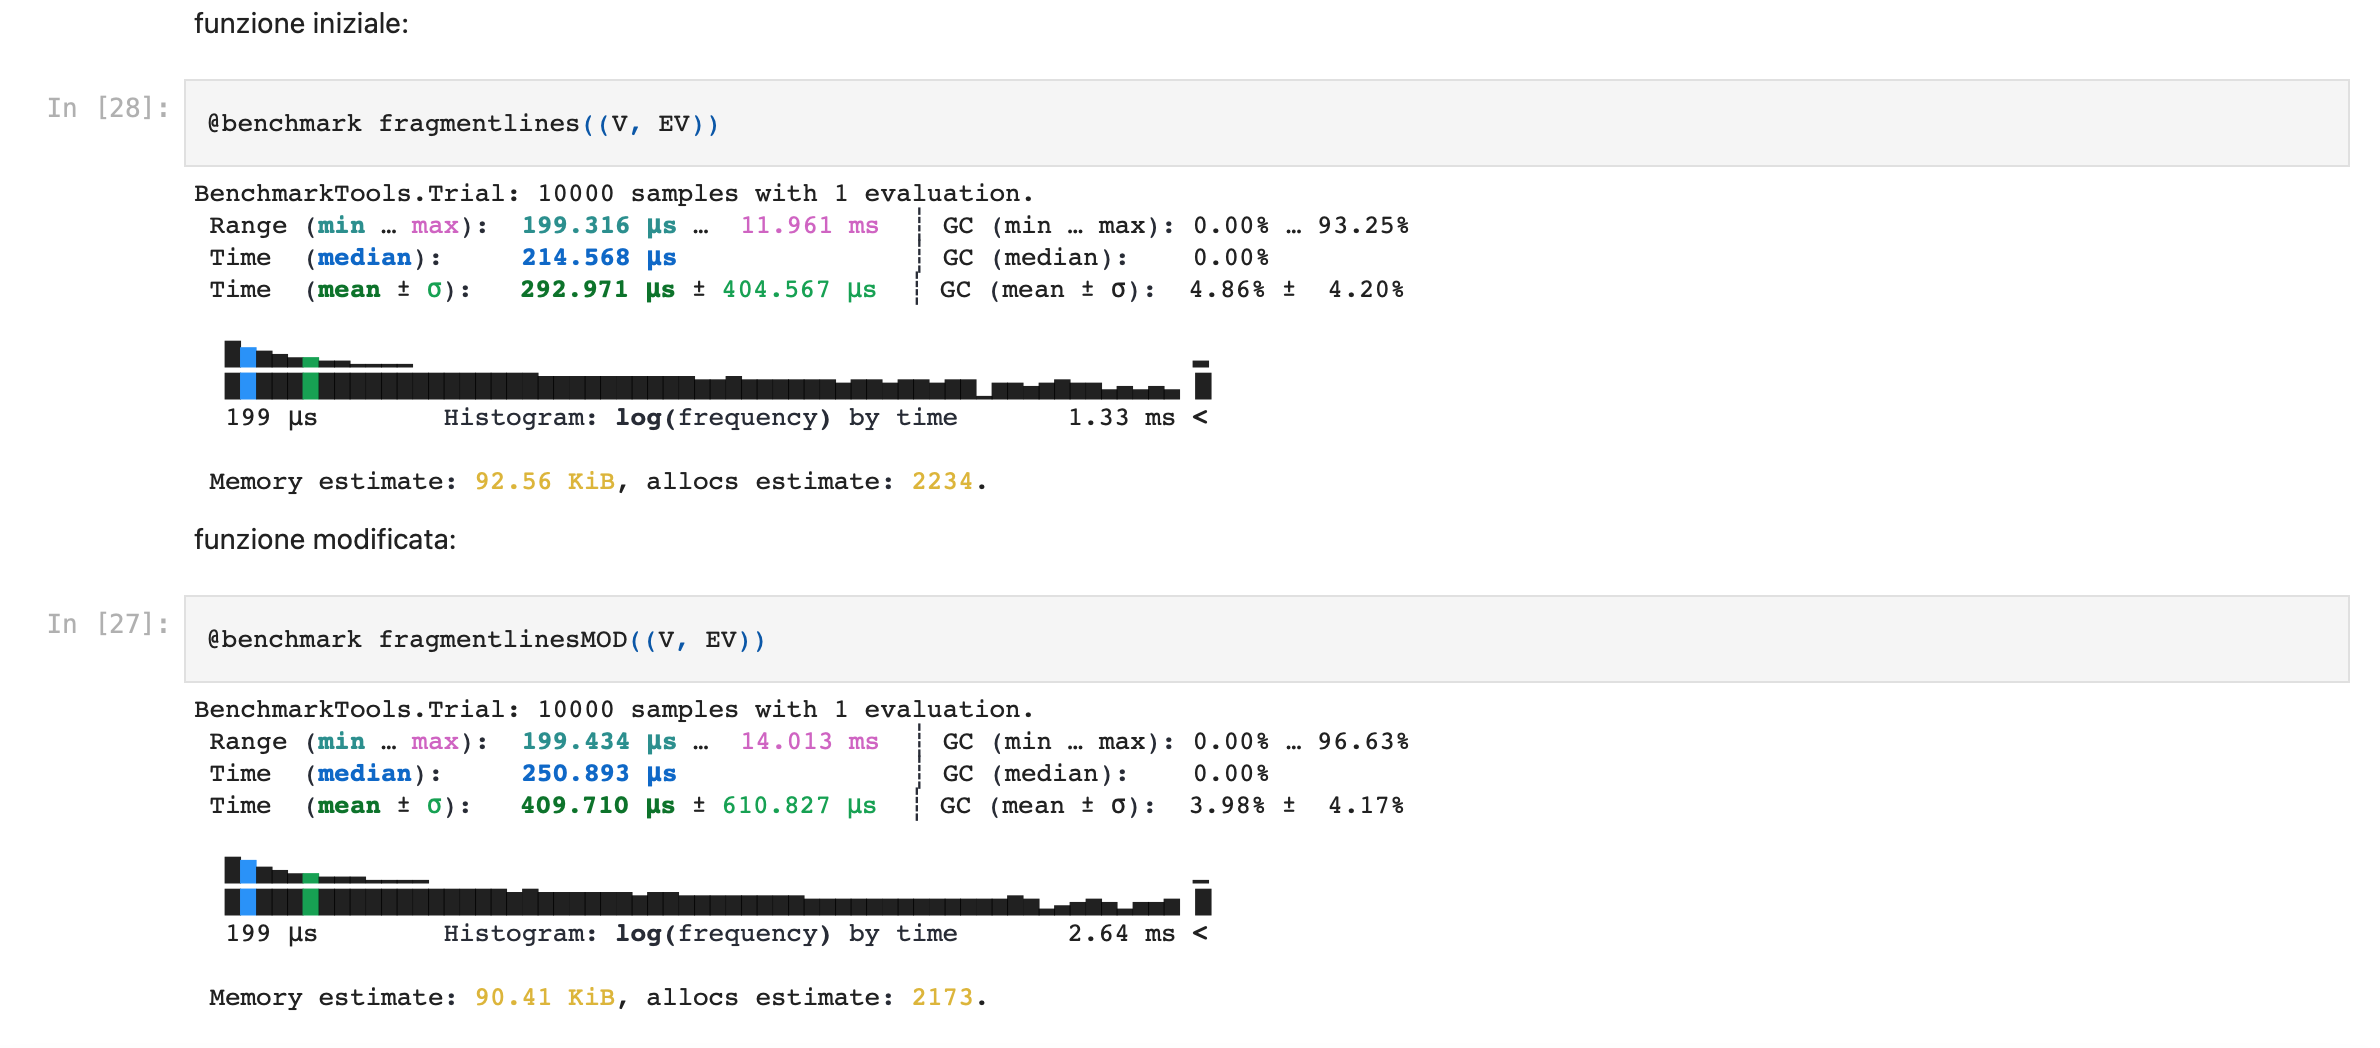 funzione iniziale:
In [28]:
@benchmark fragmentlines((V, EV))
BenchmarkTools.Trial: 10000 samples with 1 evaluation.
Range (min … max): 199.316 μs … 11.961 ms ┊ GC (min … max): 0.00% … 93.25%
Time (median): 214.568 μs ┊ GC (median): 0.00%
Time (mean ± σ): 292.971 μs ± 404.567 μs ┊ GC (mean ± σ): 4.86% ± 4.20%
199 μs Histogram: log(frequency) by time 1.33 ms <
Memory estimate: 92.56 KiB, allocs estimate: 2234.
funzione modificata:
In [27]:
@benchmark fragmentlinesMOD((V, EV))
BenchmarkTools.Trial: 10000 samples with 1 evaluation.
Range (min … max): 199.434 μs … 14.013 ms ┊ GC (min … max): 0.00% … 96.63%
Time (median): 250.893 μs ┊ GC (median): 0.00%
Time (mean ± σ): 409.710 μs ± 610.827 μs ┊ GC (mean ± σ): 3.98% ± 4.17%
199 μs Histogram: log(frequency) by time 2.64 ms <
Memory estimate: 90.41 KiB, allocs estimate: 2173.